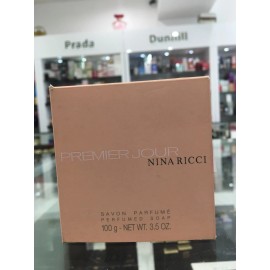 Prada
Dunhill
PREMIER JOUR
NINA RICCI
SAVON PARFUMÉ
PERFUMED SOAP
100 g - NET WT. 3.5 OZ.